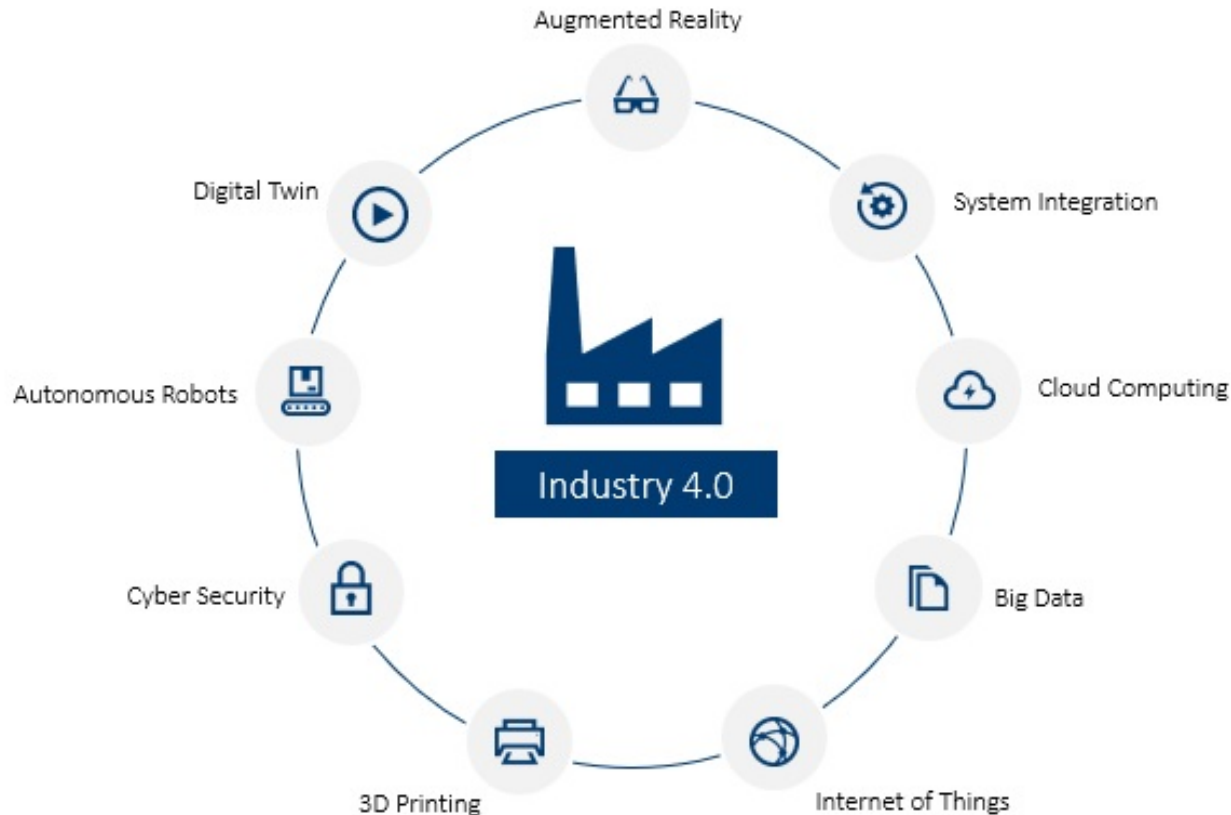 Augmented Reality
Digital Twin
System Integration
Autonomous Robots
Cloud Computing
Industry 4.0
Cyber Security
Big Data
3D Printing
Internet of Things